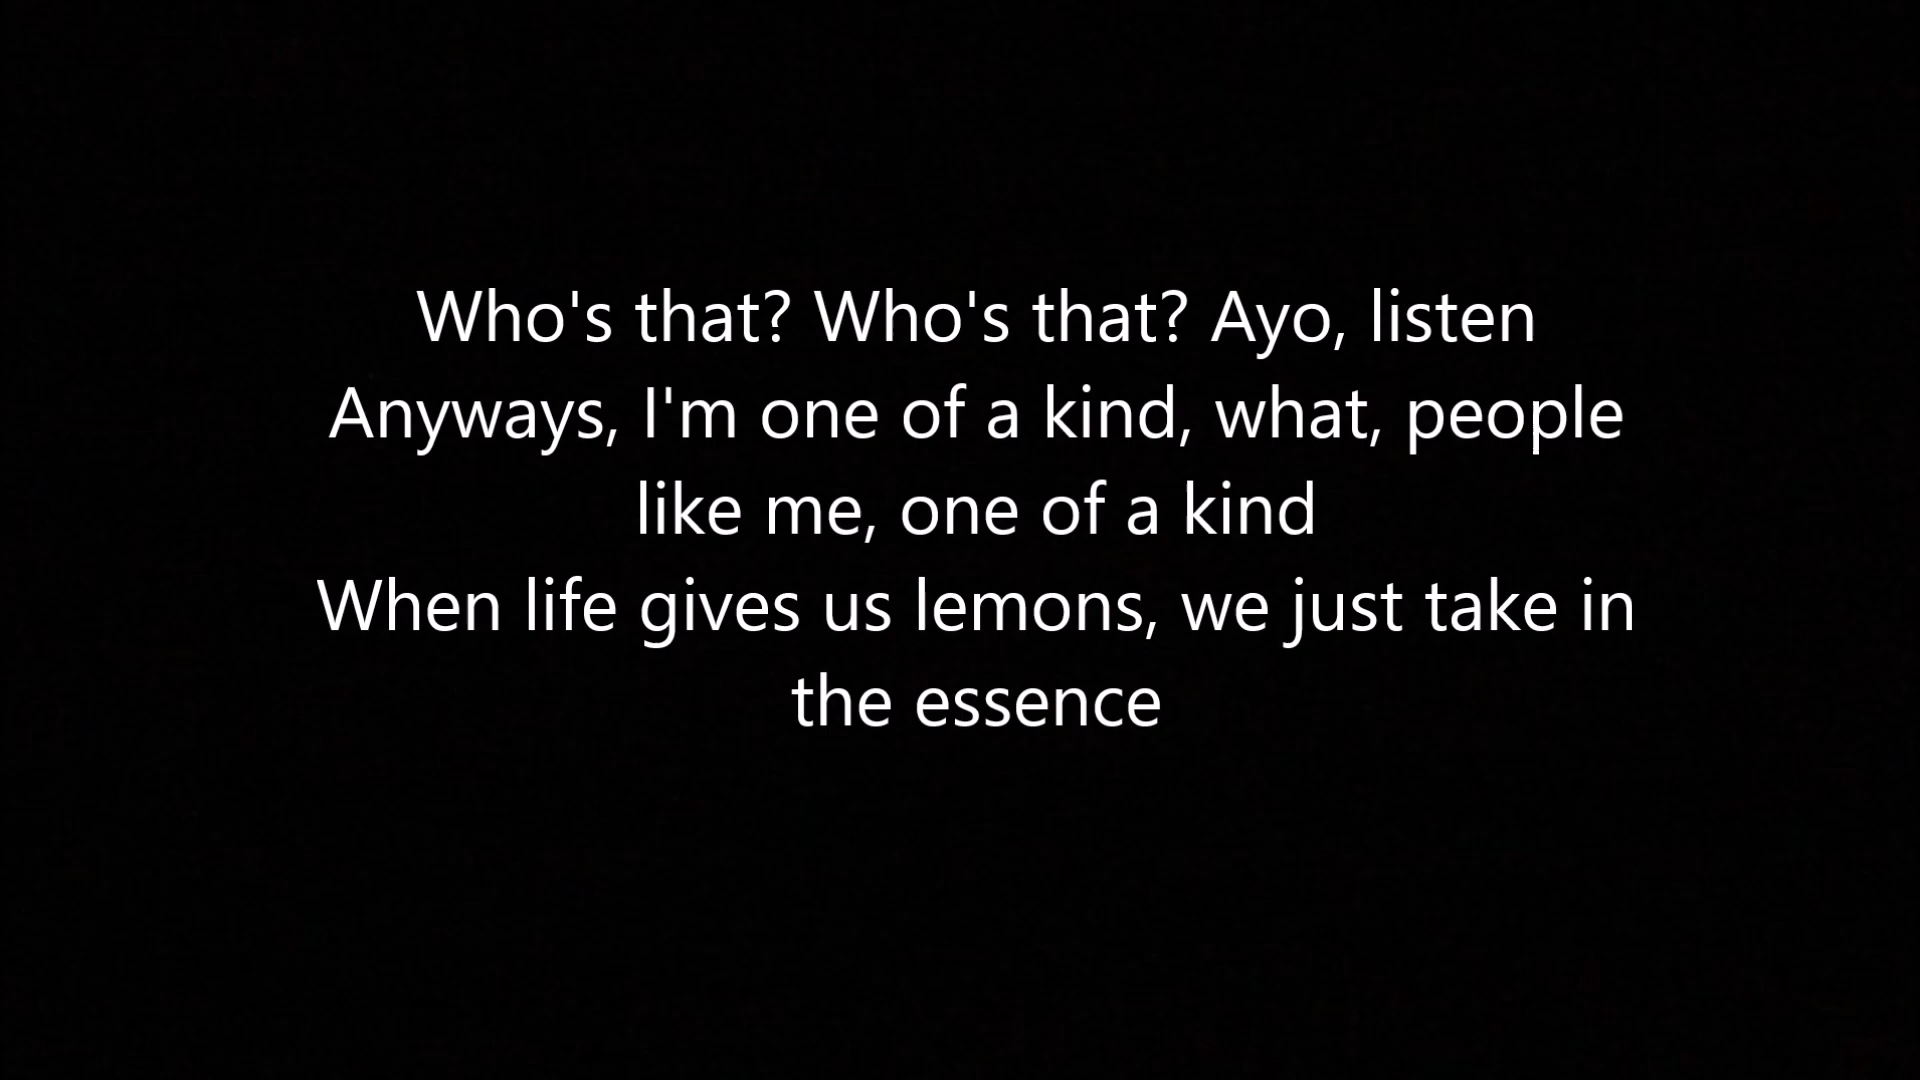 Who's that? Who's that? Ayo, listen
Anyways, I'm one of a kind, what, people
like me, one of a kind
When life gives us lemons, we just take in
the essence